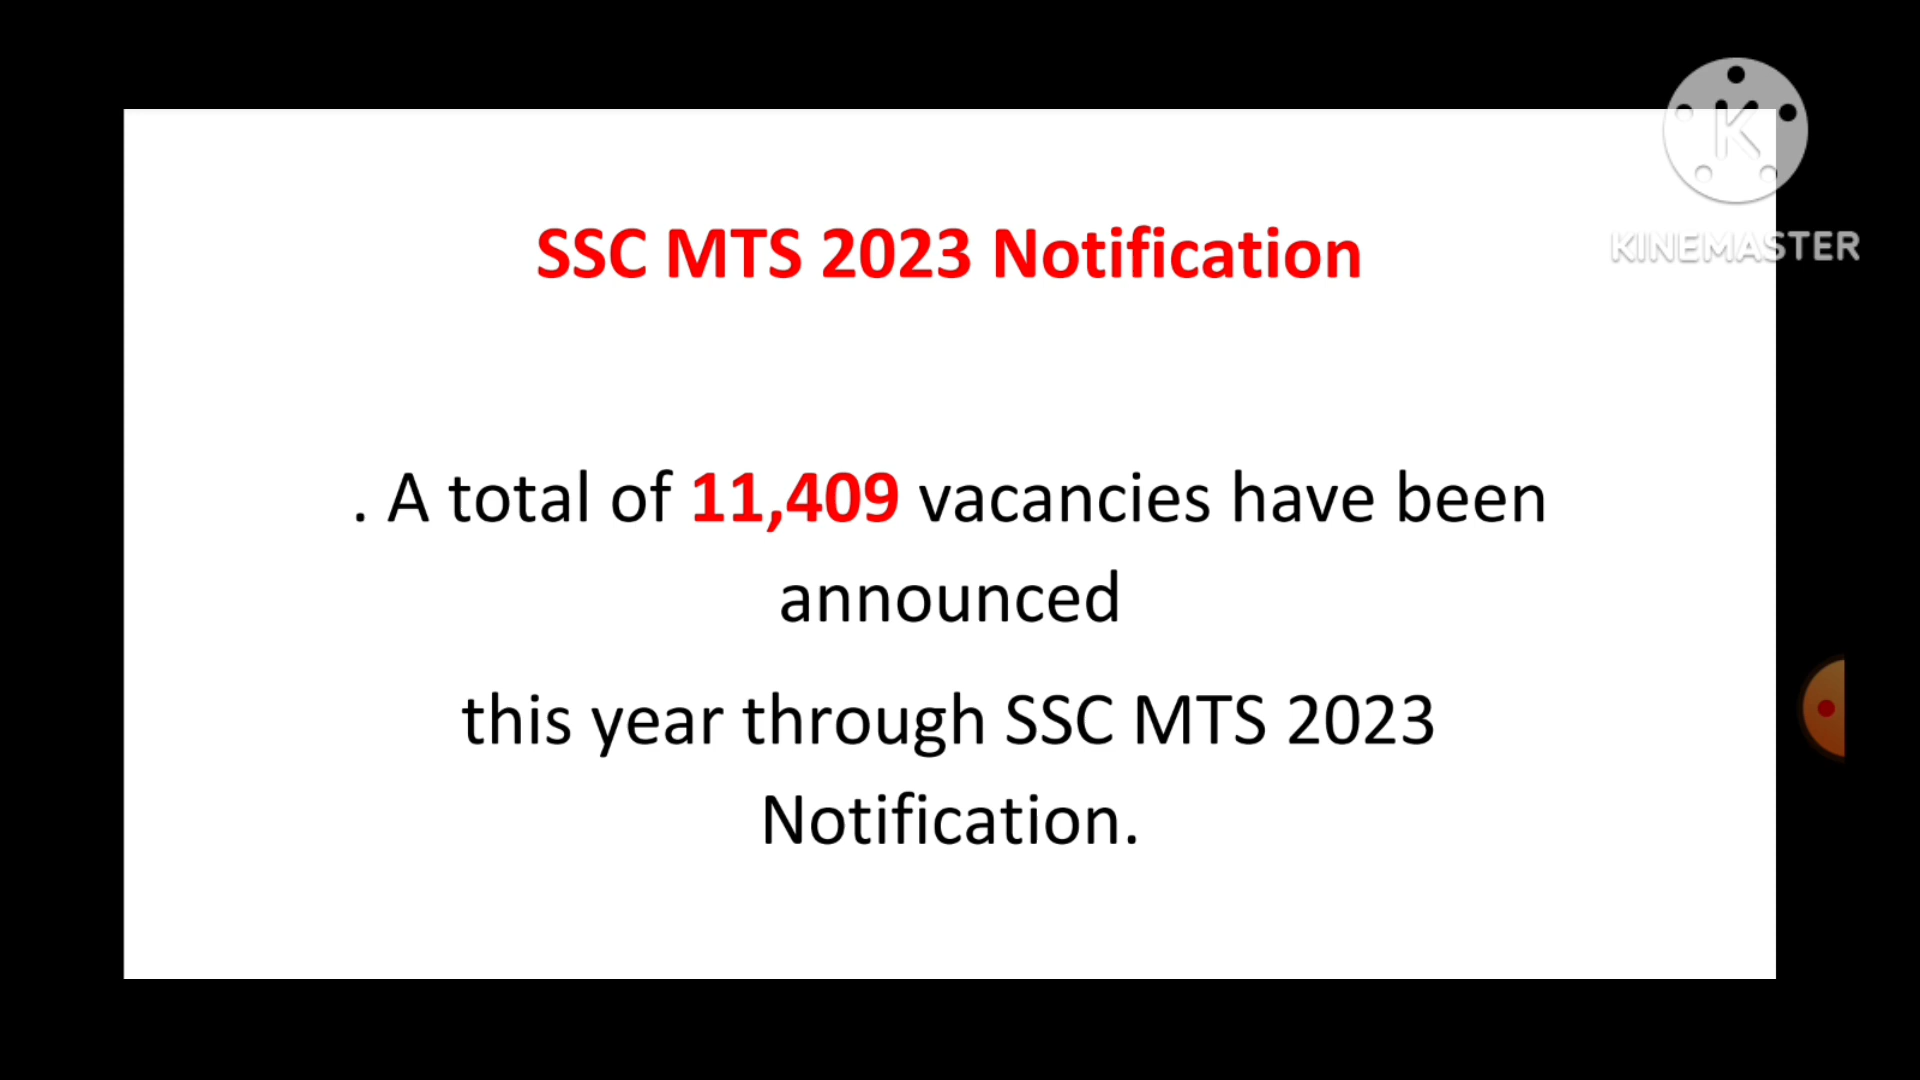 K
KINEMASTER
SSC MTS 2023 Notification
. A total of 11,409 vacancies have been
announced
this year through SSC MTS 2023
Notification.